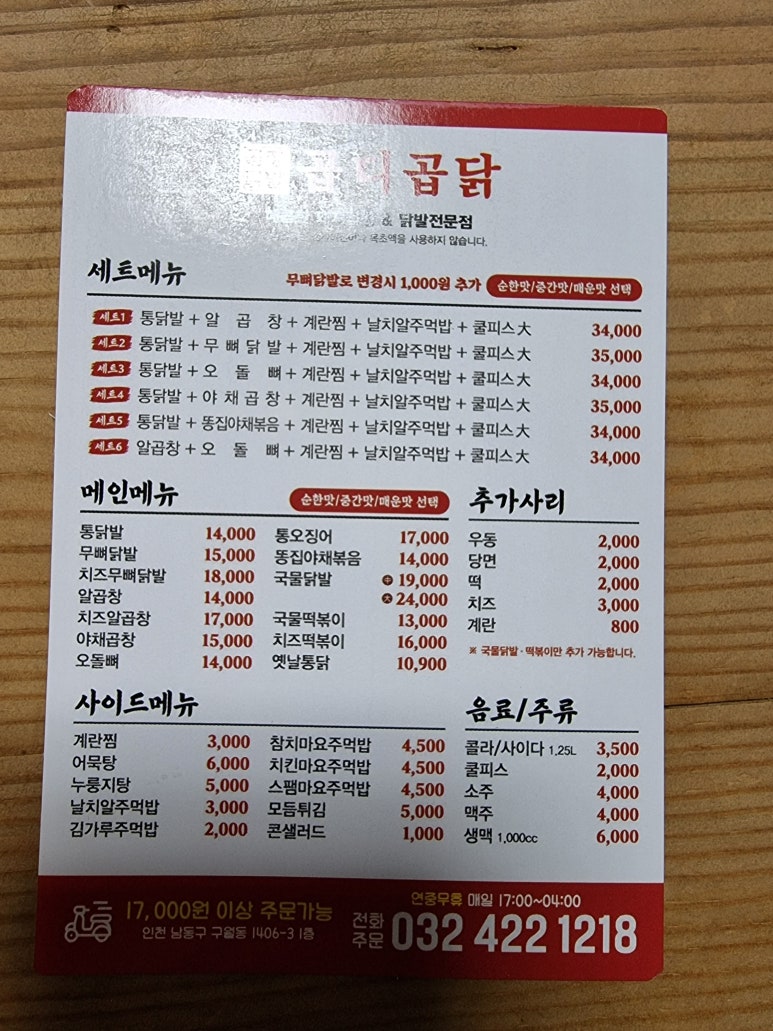 곱닭
& 닭발전문점
목초액을 사용하지 않습니다.
세트메뉴 무뼈닭발로 변경시 1,000원 추가 순한맛/중간맛/매운맛 선택
세트1 통닭발 + 알 곱 창 + 계란찜 + 날치알주먹밥 + 쿨피스大 34,000
세트2 통닭발 + 무 뼈 닭 발 + 계란찜 + 날치알주먹밥 + 쿨피스大 35,000
세트3 통닭발 + 오 돌 뼈 + 계란찜 + 날치알주먹밥 + 쿨피스大 34,000
세트4 통닭발 + 야 채 곱 창 + 계란찜 + 날치알주먹밥 + 쿨피스大 35,000
세트5 통닭발 + 똥집야채볶음 + 계란찜 + 날치알주먹밥 + 쿨피스大 34,000
세트6 알곱창 + 오 돌 뼈 + 계란찜 + 날치알주먹밥 + 쿨피스大 34,000
메인메뉴 순한맛/중간맛/매운맛 선택
통닭발 14,000
무뼈닭발 15,000
치즈무뼈닭발 18,000
알곱창 14,000
치즈알곱창 17,000
야채곱창 15,000
오돌뼈 14,000
통오징어 17,000
똥집야채볶음 14,000
국물닭발 中 19,000
大 24,000
국물떡볶이 13,000
치즈떡볶이 16,000
옛날통닭 10,900
추가사리
우동 2,000
당면 2,000
떡 2,000
치즈 3,000
계란 800
※ 국물닭발·떡볶이만 추가 가능합니다.
사이드메뉴
계란찜 3,000
어묵탕 6,000
누룽지탕 5,000
날치알주먹밥 3,000
김가루주먹밥 2,000
참치마요주먹밥 4,500
치킨마요주먹밥 4,500
스팸마요주먹밥 4,500
모듬튀김 5,000
콘샐러드 1,000
음료/주류
콜라/사이다 1.25L 3,500
쿨피스 2,000
소주 4,000
맥주 4,000
생맥 1,000cc 6,000
17,000원 이상 주문가능
인천 남동구 구월동 1406-3 1층
연중무휴 매일 17:00~04:00
전화주문 032 422 1218